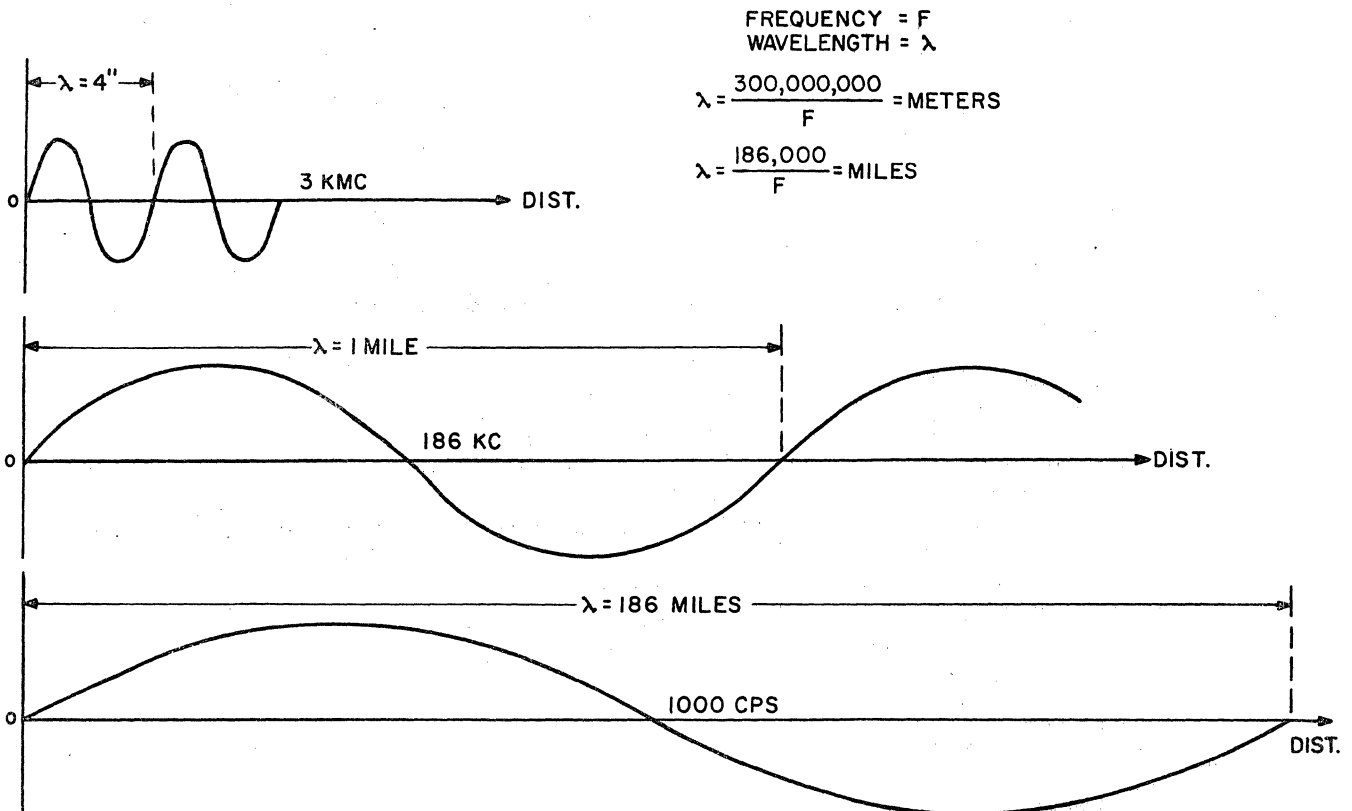 FREQUENCY = F
WAVELENGTH = λ
λ = 300,000,000 / F = METERS
λ = 186,000 / F = MILES
λ = 4"
3 KMC
0
DIST.
λ = 1 MILE
186 KC
0
DIST.
λ = 186 MILES
1000 CPS
0
DIST.